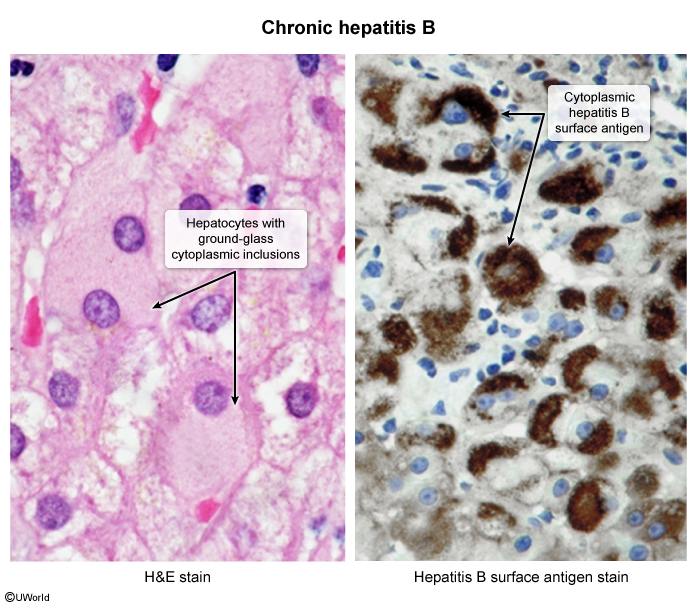 Chronic hepatitis B
Hepatocytes with
ground-glass
cytoplasmic inclusions
Cytoplasmic
hepatitis B
surface antigen
H&E stain
Hepatitis B surface antigen stain
©UWorld